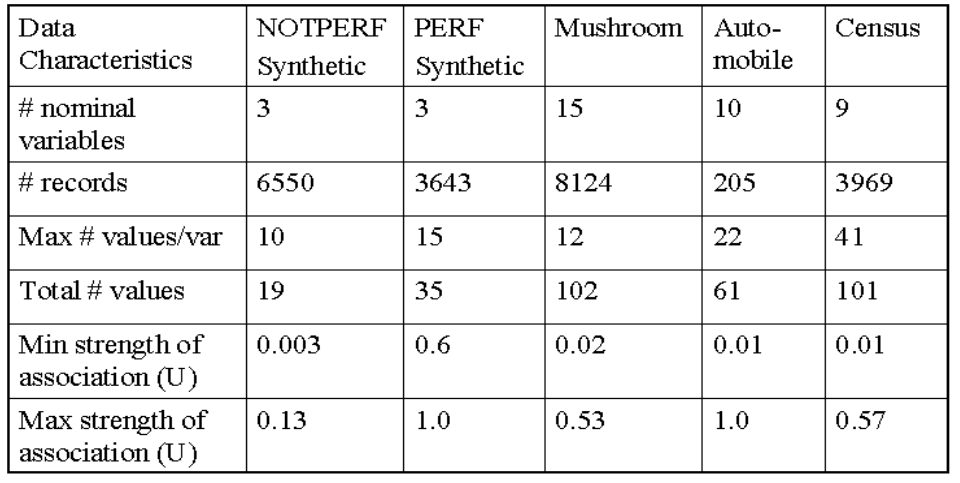 Data Characteristics NOTPERF Synthetic PERF Synthetic Mushroom Auto-mobile Census
# nominal variables 3 3 15 10 9
# records 6550 3643 8124 205 3969
Max # values/var 10 15 12 22 41
Total # values 19 35 102 61 101
Min strength of association (U) 0.003 0.6 0.02 0.01 0.01
Max strength of association (U) 0.13 1.0 0.53 1.0 0.57